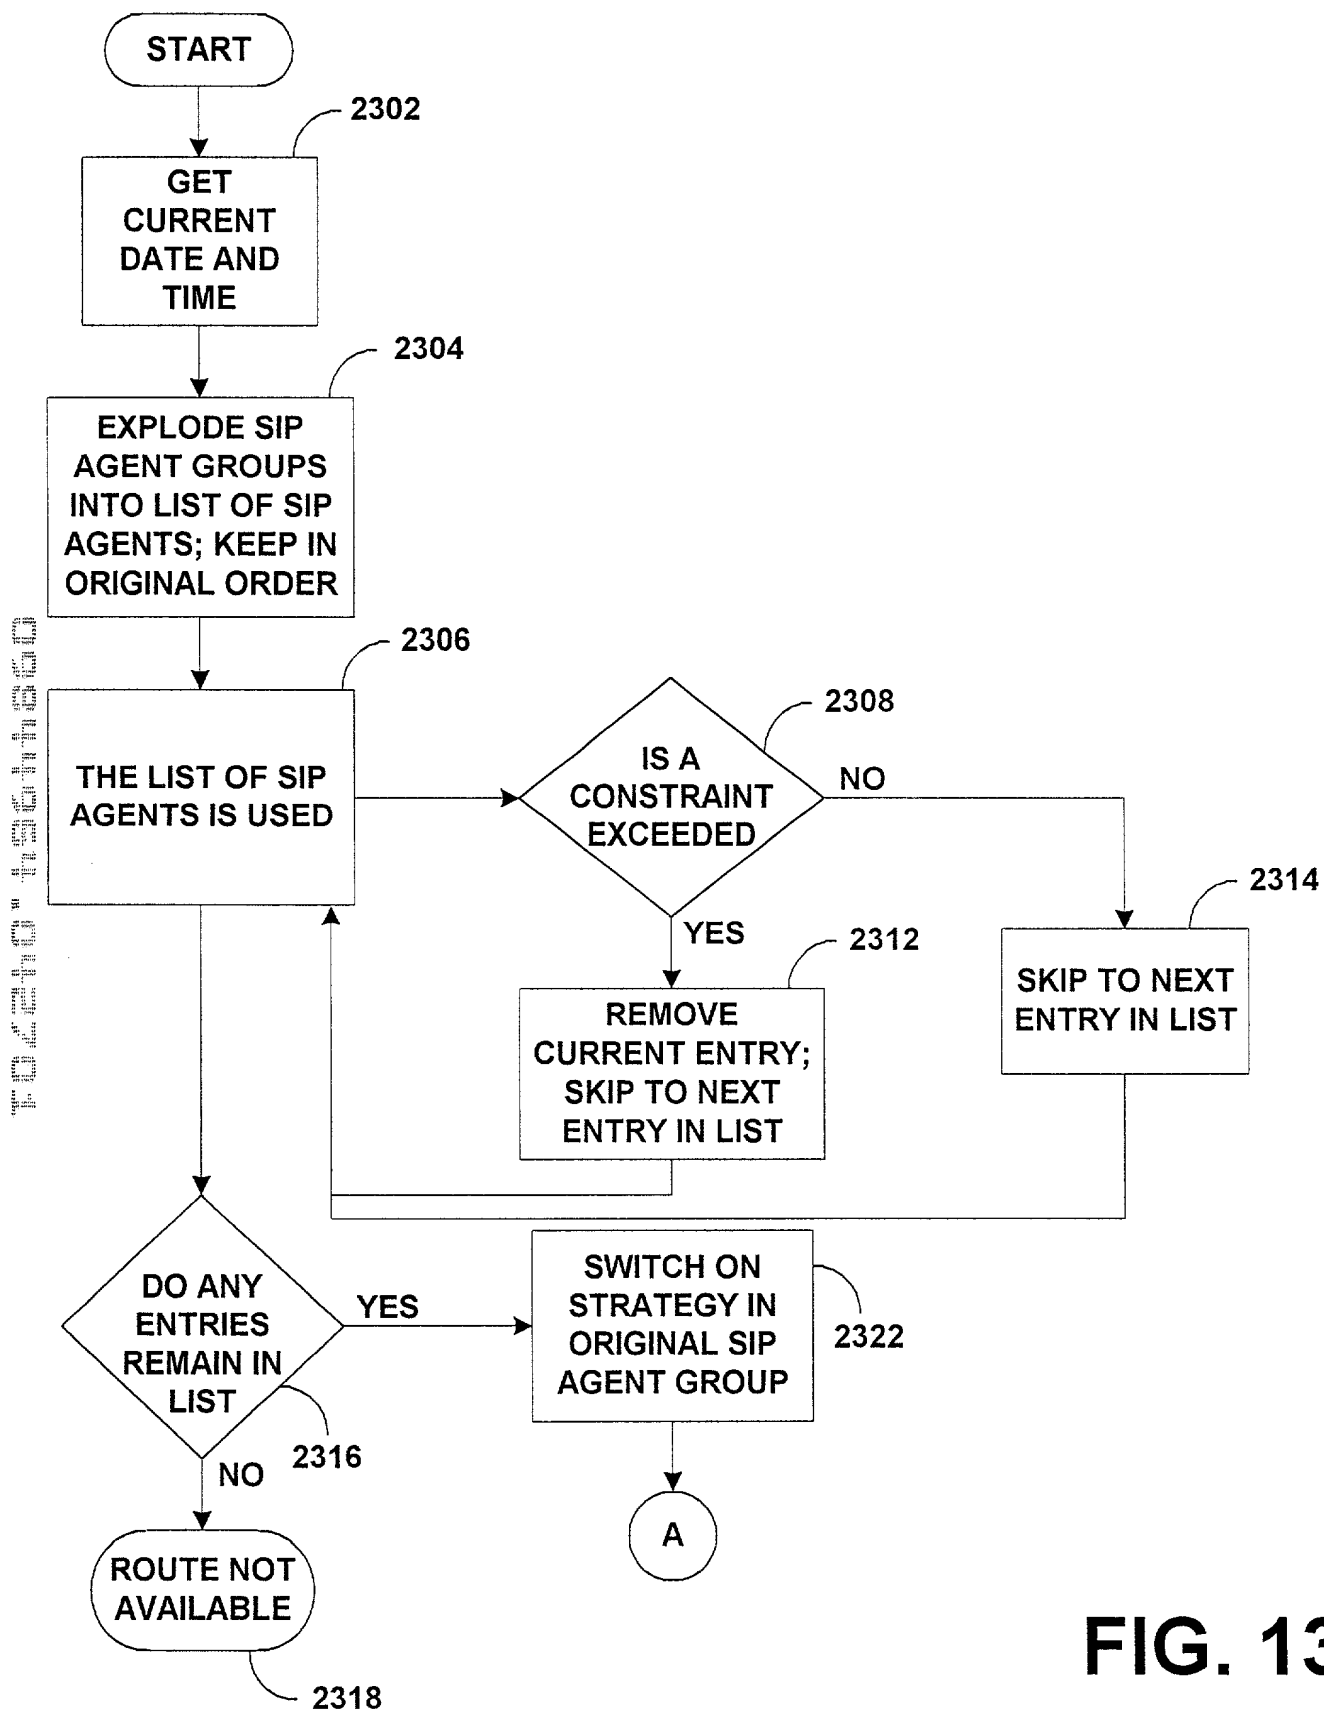 START
2302
GET
CURRENT
DATE AND
TIME
2304
EXPLODE SIP
AGENT GROUPS
INTO LIST OF SIP
AGENTS; KEEP IN
ORIGINAL ORDER
2306
THE LIST OF SIP
AGENTS IS USED
2308
IS A
CONSTRAINT
EXCEEDED
NO
YES
2312
REMOVE
CURRENT ENTRY;
SKIP TO NEXT
ENTRY IN LIST
2314
SKIP TO NEXT
ENTRY IN LIST
DO ANY
ENTRIES
REMAIN IN
LIST
2316
YES
SWITCH ON
STRATEGY IN
ORIGINAL SIP
AGENT GROUP
2322
NO
A
ROUTE NOT
AVAILABLE
2318
FIG. 13